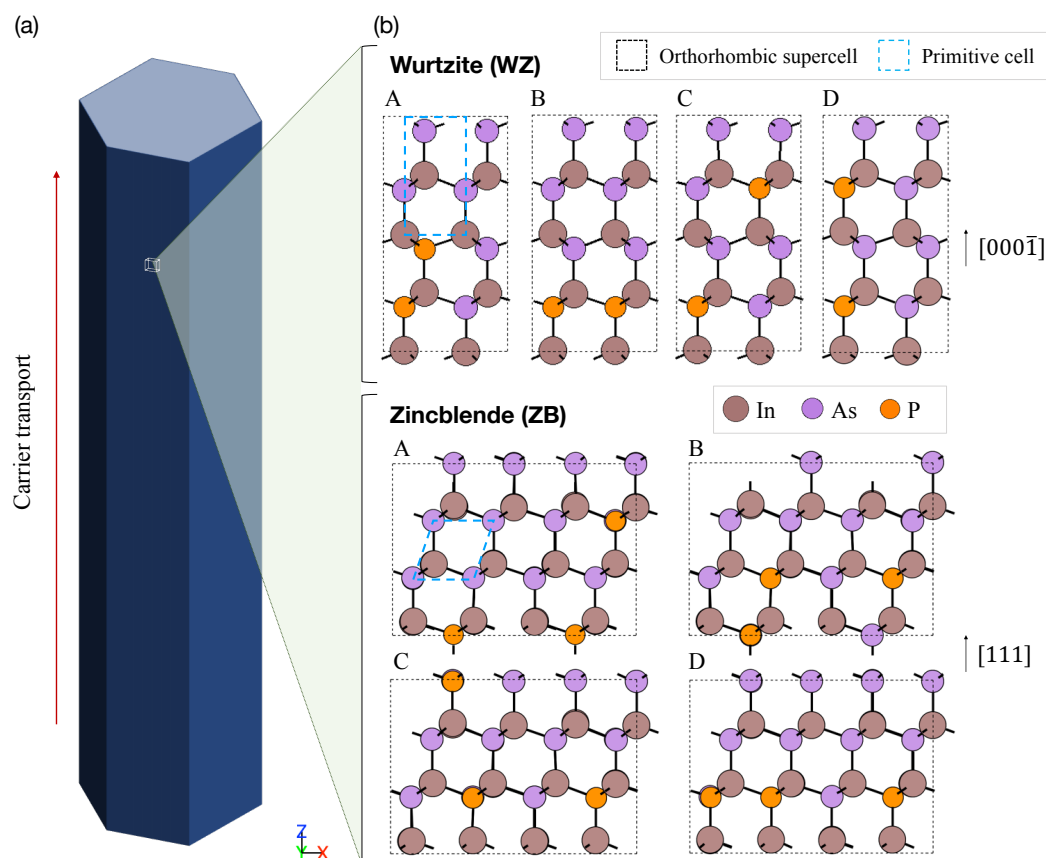 (a)
(b)
Wurtzite (WZ)
Orthorhombic supercell
Primitive cell
A
B
C
D
[0001̄]
Carrier transport
Zincblende (ZB)
In
As
P
A
B
[111]
C
D
Z
Y
X